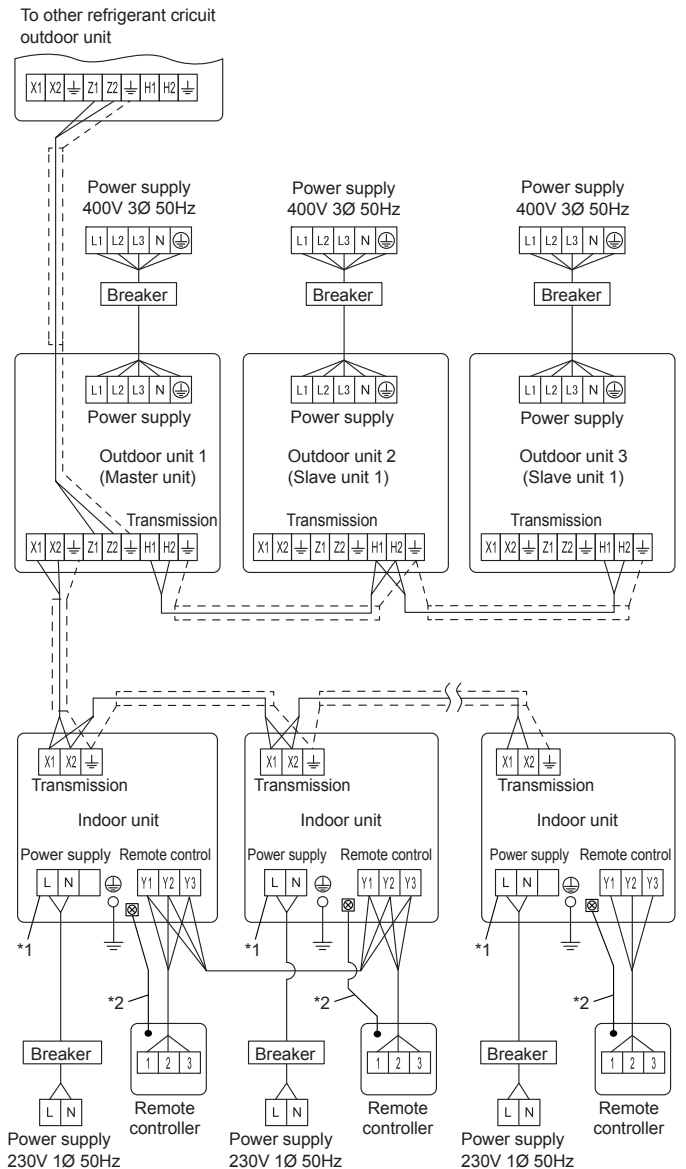 To other refrigerant cricuit
outdoor unit
X1 X2 Z1 Z2 H1 H2
Power supply
400V 3Ø 50Hz
Power supply
400V 3Ø 50Hz
Power supply
400V 3Ø 50Hz
L1 L2 L3 N
L1 L2 L3 N
L1 L2 L3 N
Breaker
Breaker
Breaker
L1 L2 L3 N
L1 L2 L3 N
L1 L2 L3 N
Power supply
Power supply
Power supply
Outdoor unit 1
(Master unit)
Outdoor unit 2
(Slave unit 1)
Outdoor unit 3
(Slave unit 1)
Transmission
Transmission
Transmission
X1 X2 Z1 Z2 H1 H2
X1 X2 Z1 Z2 H1 H2
X1 X2 Z1 Z2 H1 H2
X1 X2
X1 X2
X1 X2
Transmission
Transmission
Transmission
Indoor unit
Indoor unit
Indoor unit
Power supply Remote control
Power supply Remote control
Power supply Remote control
L N Y1 Y2 Y3
L N Y1 Y2 Y3
L N Y1 Y2 Y3
*1
*1
*1
*2
*2
*2
Breaker
1 2 3
Breaker
1 2 3
Breaker
1 2 3
L N
Remote
controller
L N
Remote
controller
L N
Remote
controller
Power supply
230V 1Ø 50Hz
Power supply
230V 1Ø 50Hz
Power supply
230V 1Ø 50Hz